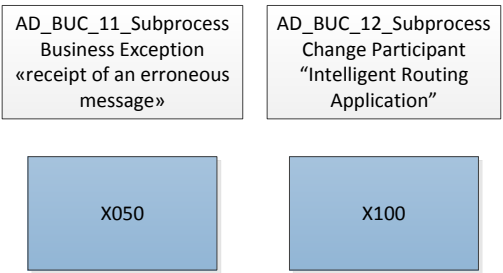 AD_BUC_11_Subprocess
Business Exception
«receipt of an erroneous
message»
AD_BUC_12_Subprocess
Change Participant
“Intelligent Routing
Application”
X050
X100